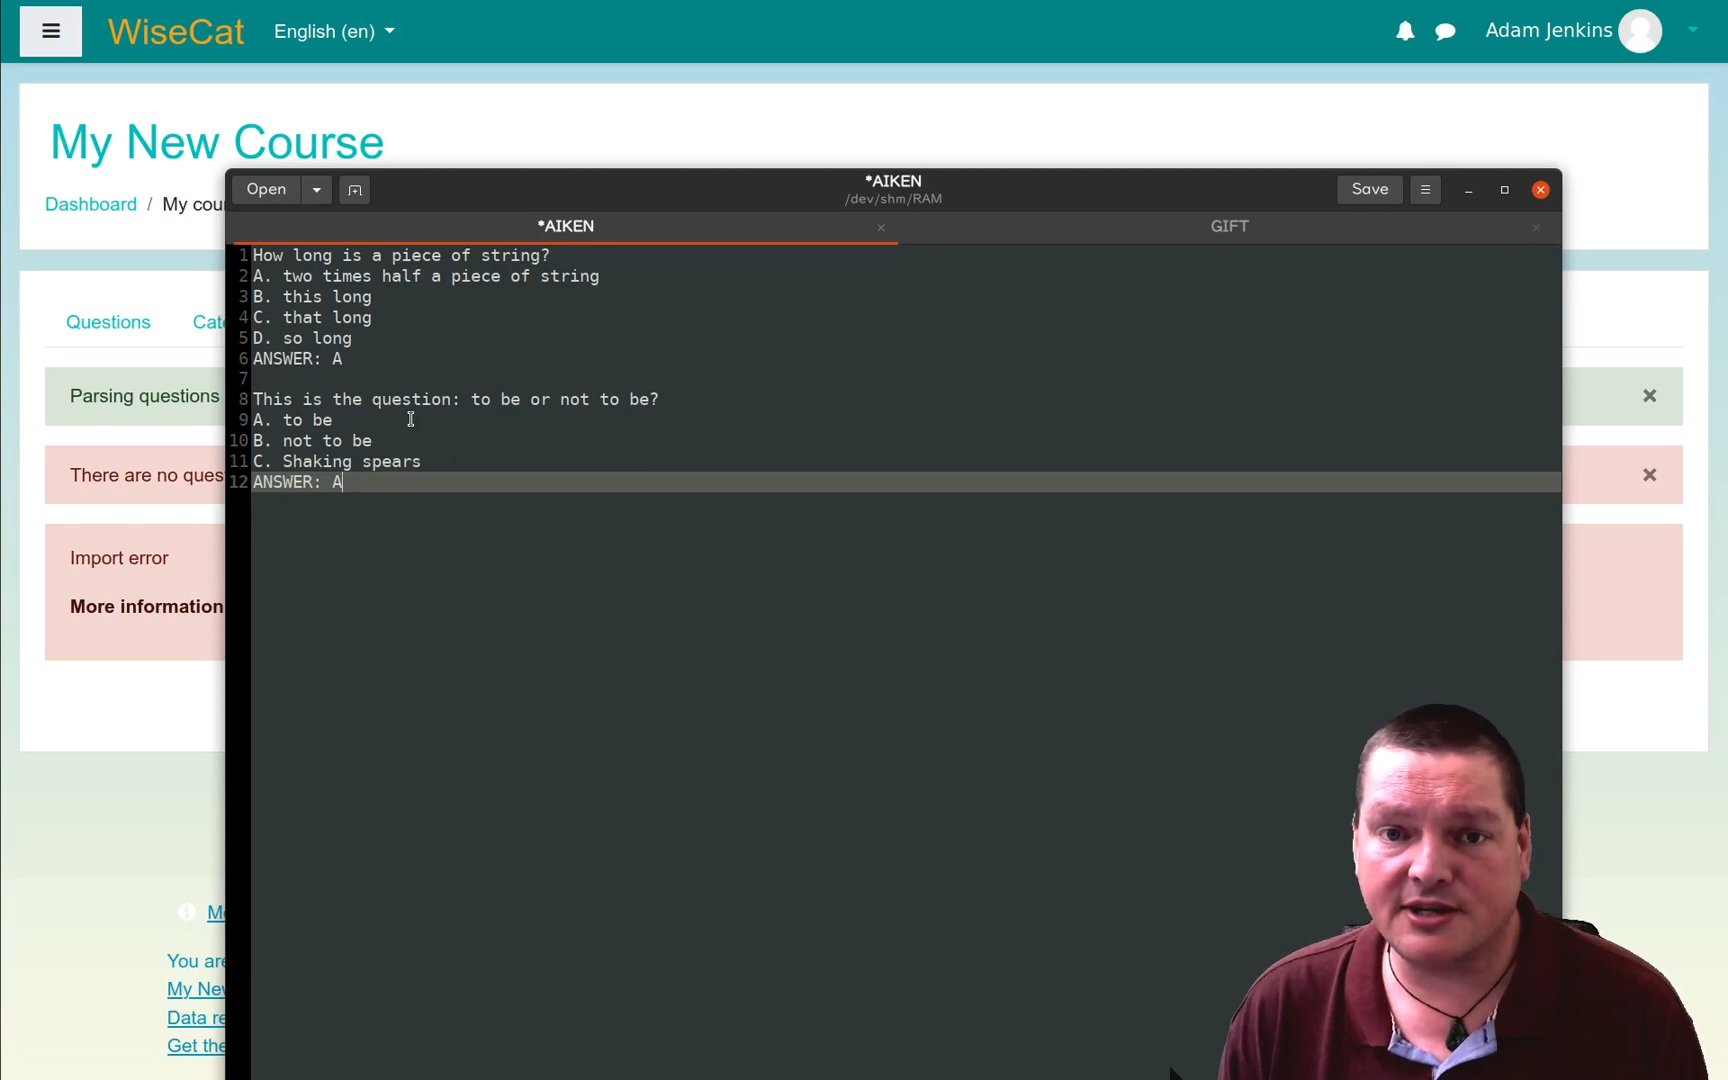 WiseCat
English (en)
Adam Jenkins
My New Course
Dashboard / My cou
Open
*AIKEN
/dev/shm/RAM
Save
*AIKEN
GIFT
Questions
Cate
Parsing questions
There are no ques
Import error
More information
1 How long is a piece of string?
2 A. two times half a piece of string
3 B. this long
4 C. that long
5 D. so long
6 ANSWER: A
7
8 This is the question: to be or not to be?
9 A. to be
10 B. not to be
11 C. Shaking spears
12 ANSWER: A
You are
My New
Data re
Get the